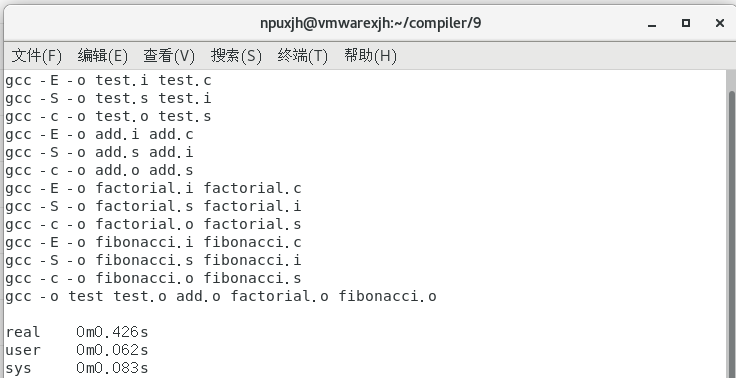 npuxjh@vmwarexjh:~/compiler/9
文件(F) 编辑(E) 查看(V) 搜索(S) 终端(T) 帮助(H)
gcc -E -o test.i test.c
gcc -S -o test.s test.i
gcc -c -o test.o test.s
gcc -E -o add.i add.c
gcc -S -o add.s add.i
gcc -c -o add.o add.s
gcc -E -o factorial.i factorial.c
gcc -S -o factorial.s factorial.i
gcc -c -o factorial.o factorial.s
gcc -E -o fibonacci.i fibonacci.c
gcc -S -o fibonacci.s fibonacci.i
gcc -c -o fibonacci.o fibonacci.s
gcc -o test test.o add.o factorial.o fibonacci.o
real 0m0.426s
user 0m0.062s
sys 0m0.083s